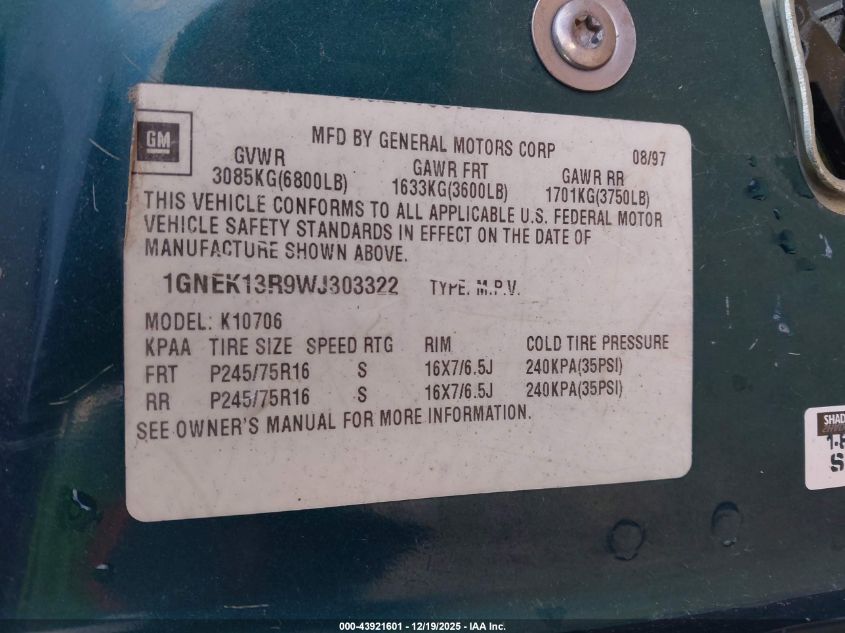 GM
MFD BY GENERAL MOTORS CORP 08/97
GVWR GAWR FRT GAWR RR
3085KG(6800LB) 1633KG(3600LB) 1701KG(3750LB)
THIS VEHICLE CONFORMS TO ALL APPLICABLE U.S. FEDERAL MOTOR
VEHICLE SAFETY STANDARDS IN EFFECT ON THE DATE OF
MANUFACTURE SHOWN ABOVE.
1GNEK13R9WJ303322 TYPE: M.P.V.
MODEL: K10706
KPAA TIRE SIZE SPEED RTG RIM COLD TIRE PRESSURE
FRT P245/75R16 S 16X7/6.5J 240KPA(35PSI)
RR P245/75R16 S 16X7/6.5J 240KPA(35PSI)
SEE OWNER'S MANUAL FOR MORE INFORMATION.
SHAD
000-43921601 - 12/19/2025 - IAA Inc.